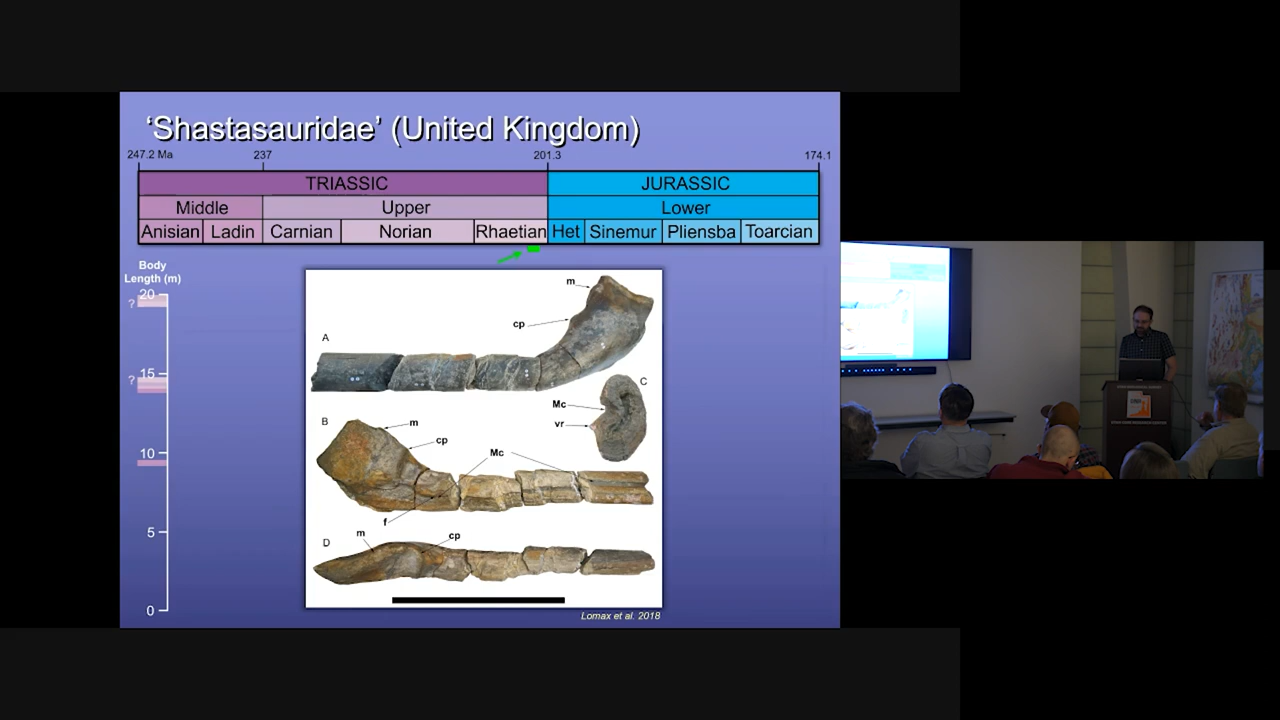 ‘Shastasauridae’ (United Kingdom)
247.2 Ma 237 201.3 174.1
TRIASSIC JURASSIC
Middle Upper Lower
Anisian Ladin Carnian Norian Rhaetian Het Sinemur Pliensba Toarcian
Body
Length (m)
20
?
15
?
10
5
0
A
m
cp
C
Mc
vr
B
m
cp
Mc
f
D
m
cp
Lomax et al. 2018